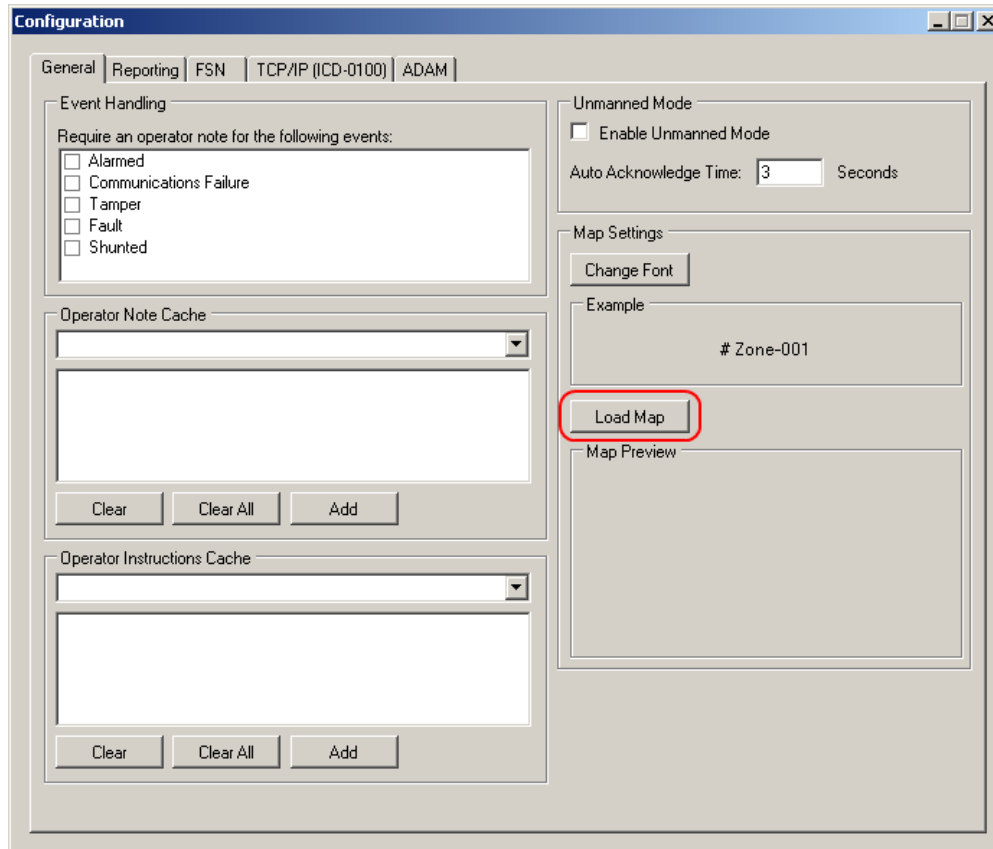 Configuration
General Reporting FSN TCP/IP (ICD-0100) ADAM
Event Handling
Require an operator note for the following events:
Alarmed
Communications Failure
Tamper
Fault
Shunted
Operator Note Cache
Clear Clear All Add
Operator Instructions Cache
Clear Clear All Add
Unmanned Mode
Enable Unmanned Mode
Auto Acknowledge Time: 3 Seconds
Map Settings
Change Font
Example
# Zone-001
Load Map
Map Preview